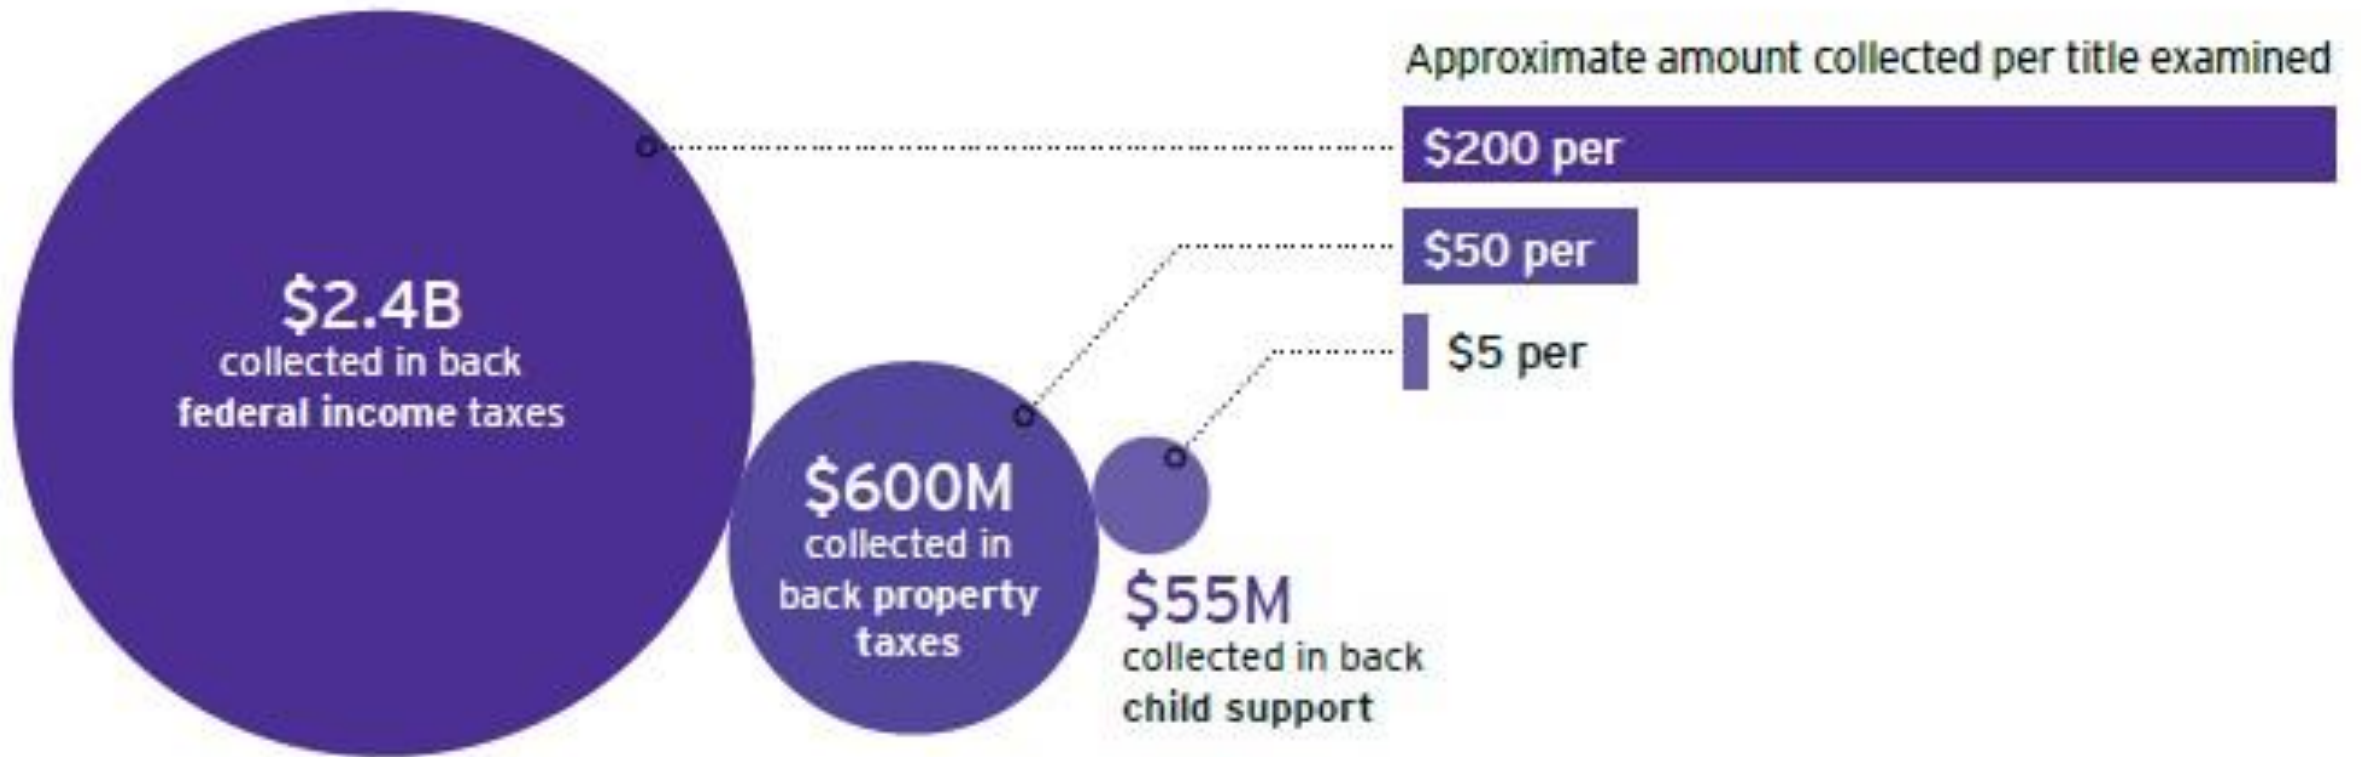 Approximate amount collected per title examined
$200 per
$50 per
$5 per
$2.4B
collected in back
federal income taxes
$600M
collected in
back property
taxes
$55M
collected in back
child support